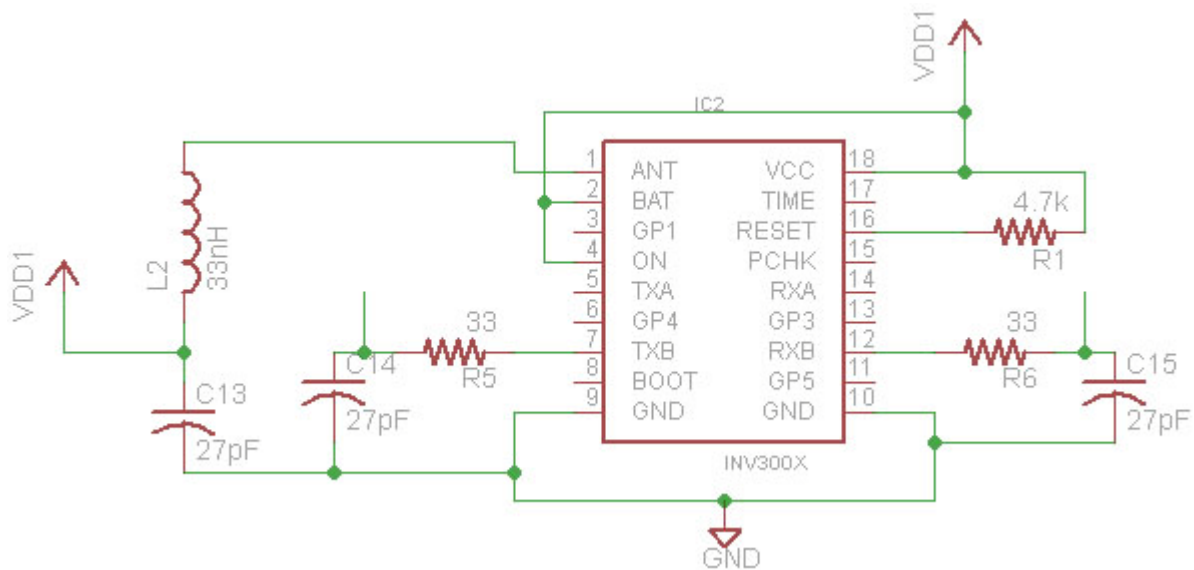 VDD1
IC2
1 ANT VCC 18
2 BAT TIME 17
3 GP1 RESET 16
4 ON PCHK 15
5 TXA RXA 14
6 GP4 GP3 13
7 TXB RXB 12
8 BOOT GP5 11
9 GND GND 10
INV300X
4.7k
R1
VDD1
L2
33nH
C13
27pF
C14
27pF
33
R5
33
R6
C15
27pF
GND